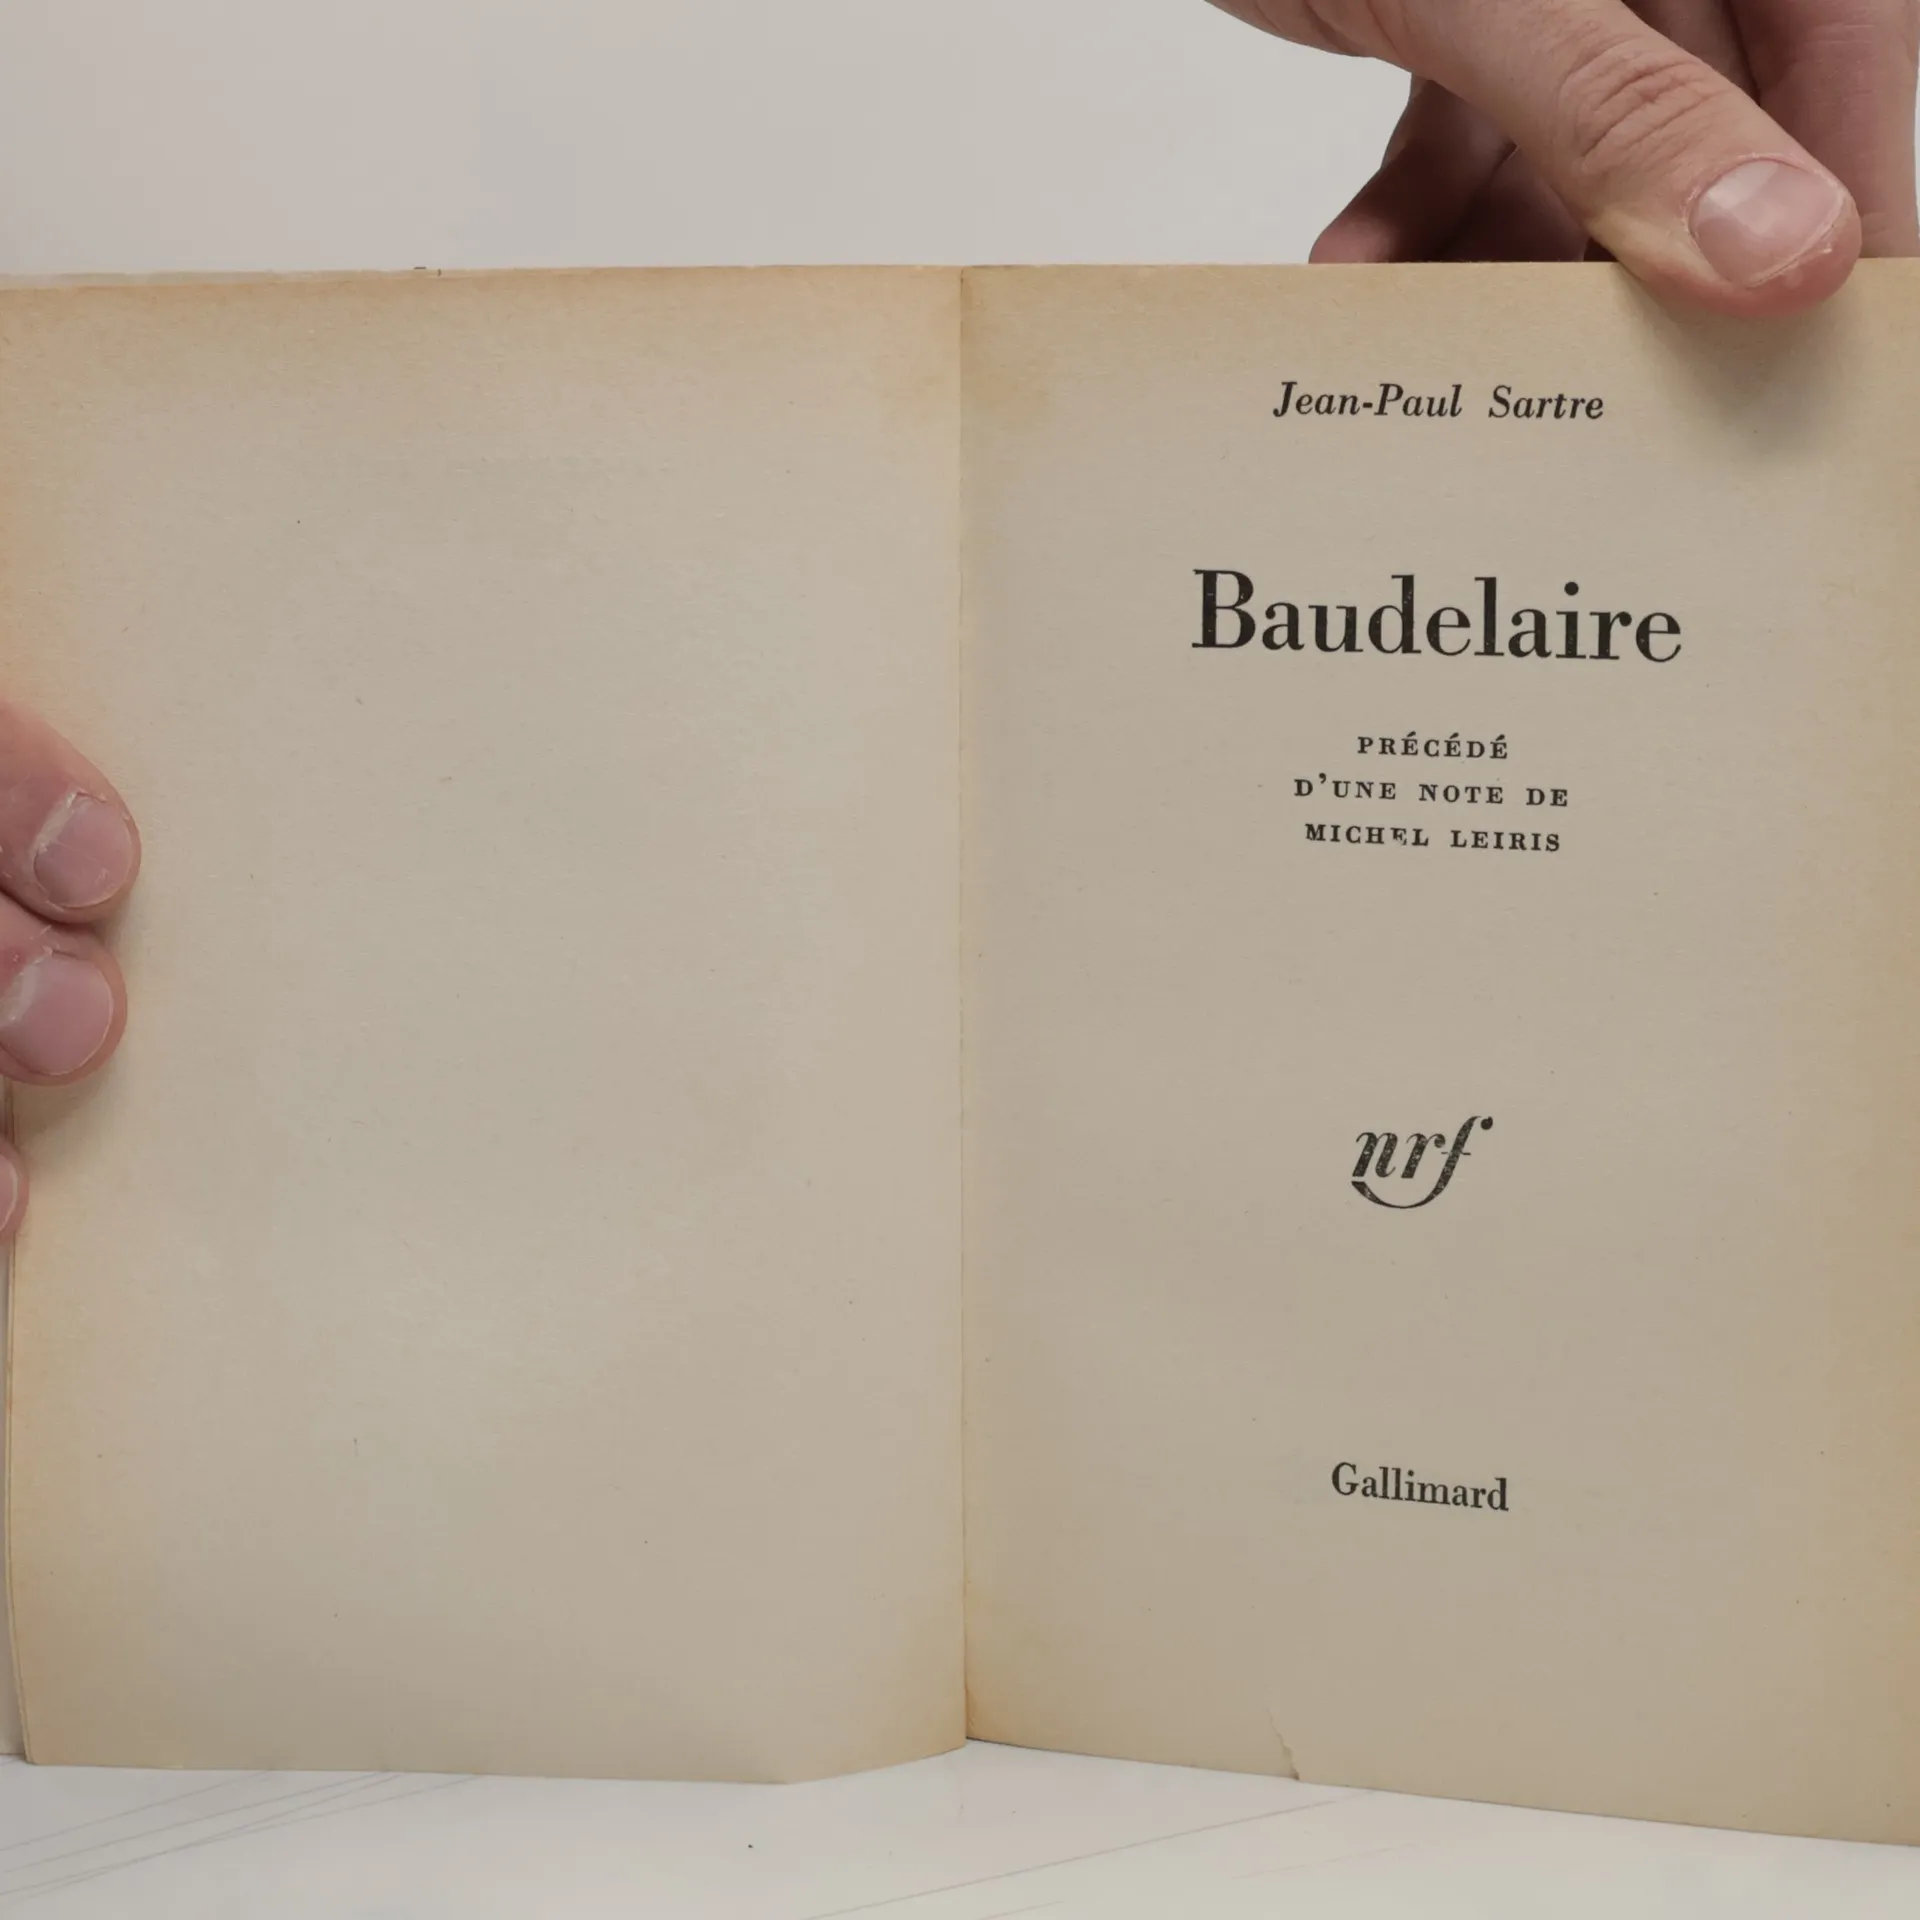 Jean-Paul Sartre
Baudelaire
PRÉCÉDÉ
D'UNE NOTE DE
MICHEL LEIRIS
nrf
Gallimard